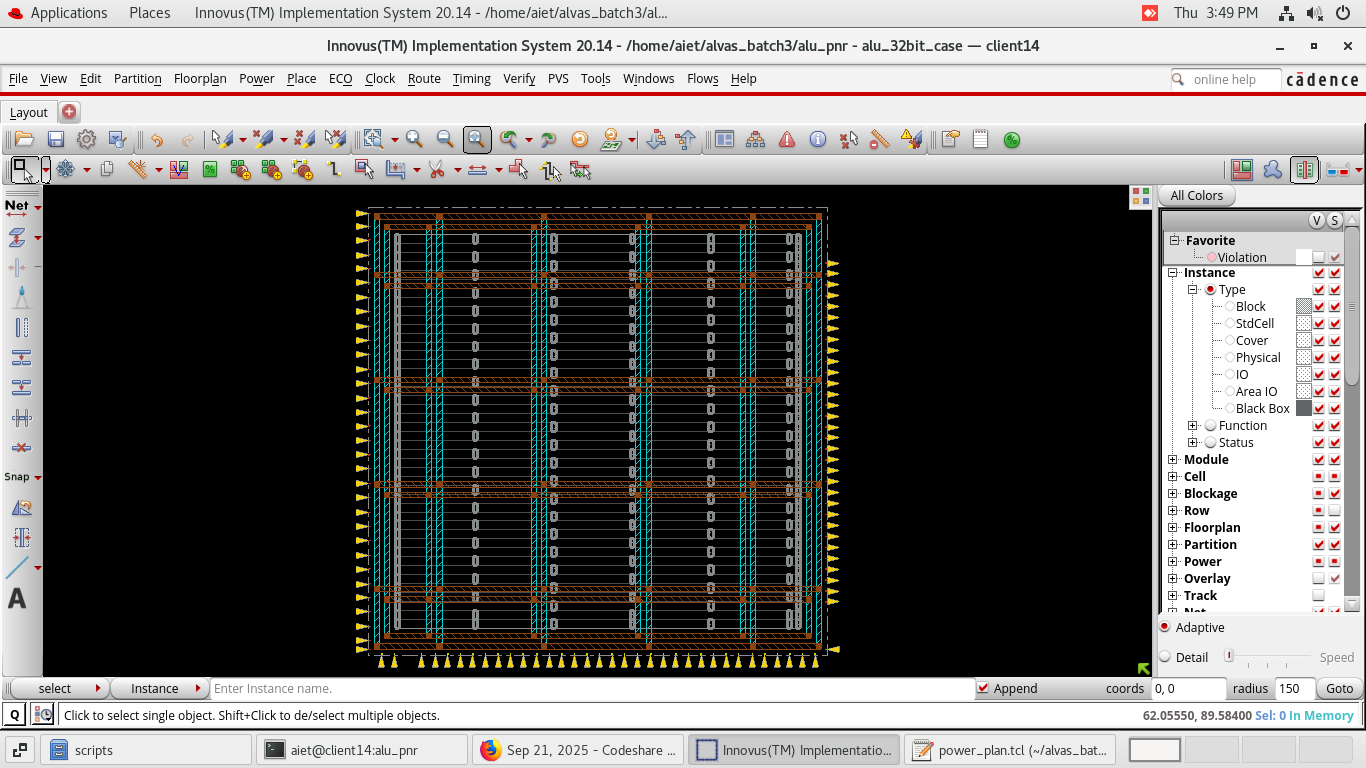 Applications Places Innovus(TM) Implementation System 20.14 - /home/aiet/alvas_batch3/al... Thu 3:49 PM
Innovus(TM) Implementation System 20.14 - /home/aiet/alvas_batch3/alu_pnr - alu_32bit_case — client14
File View Edit Partition Floorplan Power Place ECO Clock Route Timing Verify PVS Tools Windows Flows Help online help cādence
Layout
Net
Snap
A
All Colors
V S
Favorite
Violation
Instance
Type
Block
StdCell
Cover
Physical
IO
Area IO
Black Box
Function
Status
Module
Cell
Blockage
Row
Floorplan
Partition
Power
Overlay
Track
Net
Adaptive
Detail Speed
select Instance Enter Instance name. Append coords 0, 0 radius 150 Goto
Q Click to select single object. Shift+Click to de/select multiple objects. 62.05550, 89.58400 Sel: 0 In Memory
scripts aiet@client14:alu_pnr Sep 21, 2025 - Codeshare ... Innovus(TM) Implementatio... power_plan.tcl (~/alvas_bat...